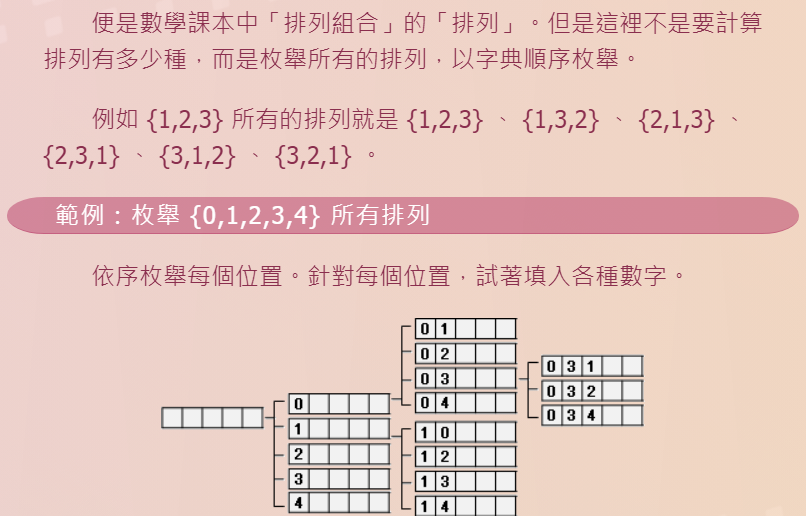 便是數學課本中「排列組合」的「排列」。但是這裡不是要計算
排列有多少種，而是枚舉所有的排列，以字典順序枚舉。
例如 {1,2,3} 所有的排列就是 {1,2,3} 、 {1,3,2} 、 {2,1,3} 、
{2,3,1} 、 {3,1,2} 、 {3,2,1} 。
範例：枚舉 {0,1,2,3,4} 所有排列
依序枚舉每個位置。針對每個位置，試著填入各種數字。
0
1
2
3
4
0 1
0 2
0 3
0 4
1 0
1 2
1 3
1 4
0 3 1
0 3 2
0 3 4